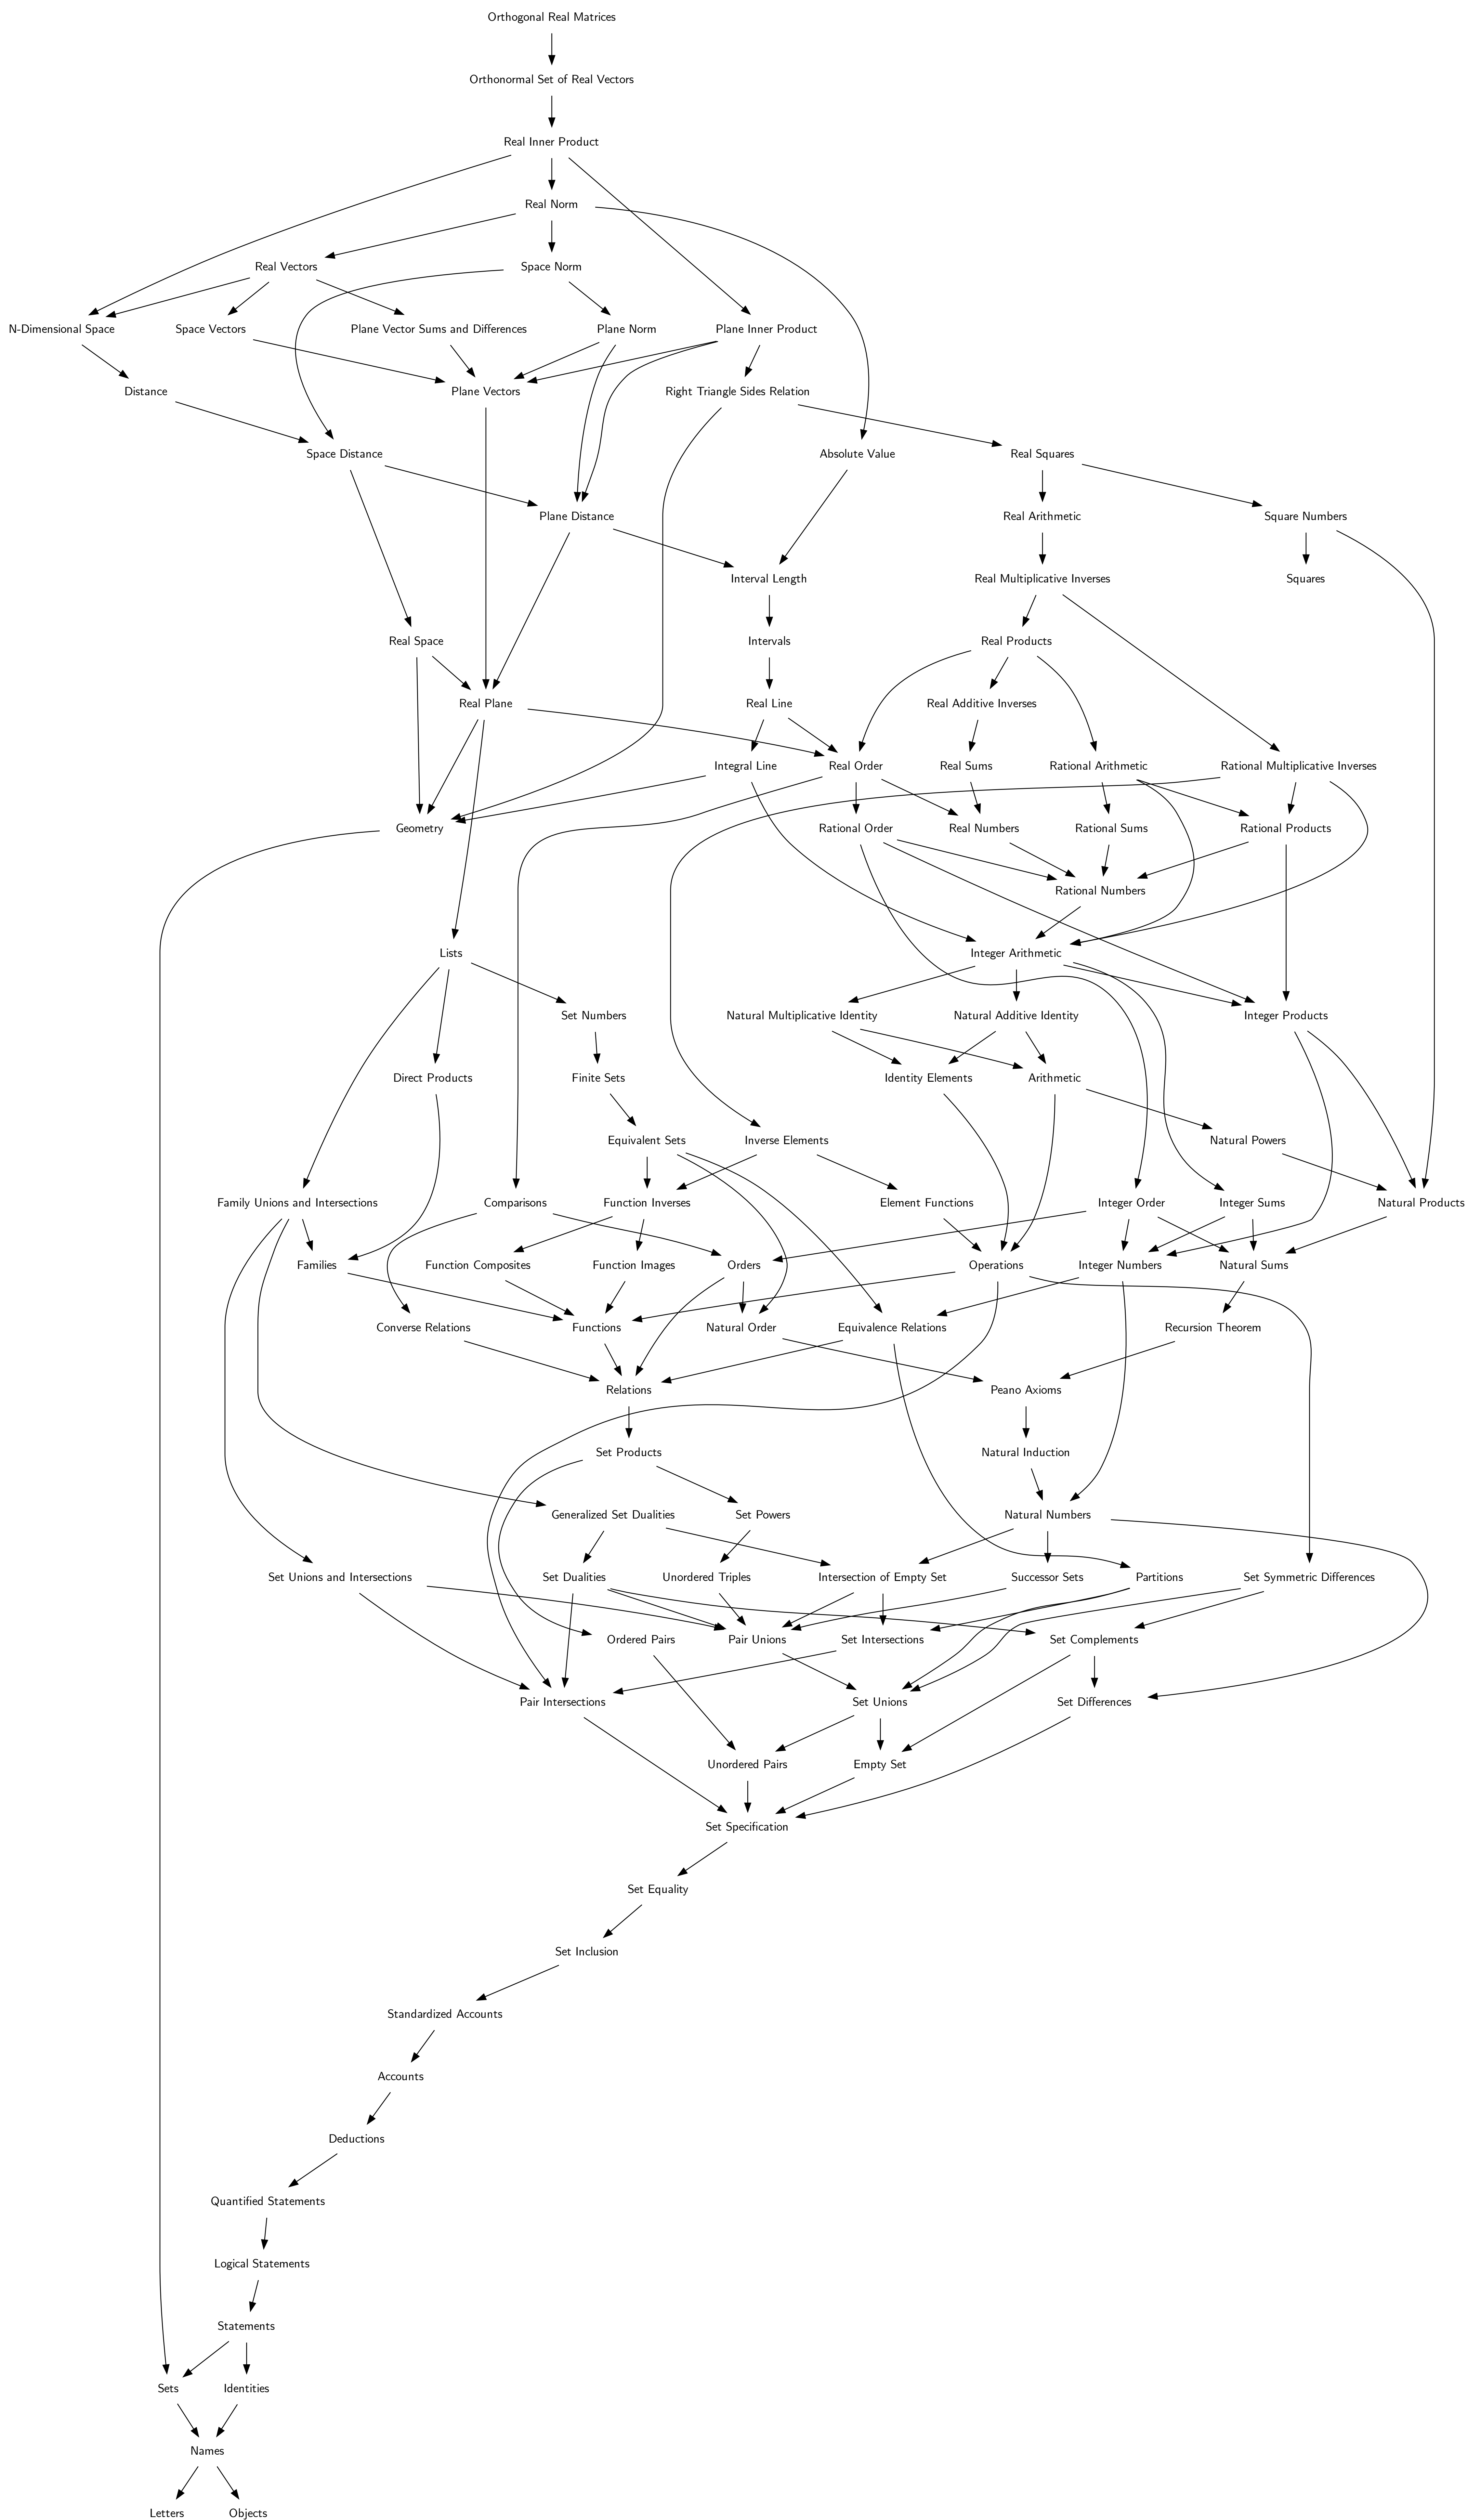 Orthogonal Real Matrices
Orthonormal Set of Real Vectors
Real Inner Product
Real Norm
Real Vectors
Space Norm
N-Dimensional Space
Space Vectors
Plane Vector Sums and Differences
Plane Norm
Plane Inner Product
Distance
Plane Vectors
Right Triangle Sides Relation
Space Distance
Absolute Value
Real Squares
Plane Distance
Real Arithmetic
Square Numbers
Interval Length
Real Multiplicative Inverses
Squares
Real Space
Intervals
Real Products
Real Plane
Real Line
Real Additive Inverses
Integral Line
Real Order
Real Sums
Rational Arithmetic
Rational Multiplicative Inverses
Geometry
Rational Order
Real Numbers
Rational Sums
Rational Products
Rational Numbers
Lists
Integer Arithmetic
Set Numbers
Natural Multiplicative Identity
Natural Additive Identity
Integer Products
Direct Products
Finite Sets
Identity Elements
Arithmetic
Equivalent Sets
Inverse Elements
Natural Powers
Family Unions and Intersections
Comparisons
Function Inverses
Element Functions
Integer Order
Integer Sums
Natural Products
Families
Function Composites
Function Images
Orders
Operations
Integer Numbers
Natural Sums
Converse Relations
Functions
Natural Order
Equivalence Relations
Recursion Theorem
Relations
Peano Axioms
Set Products
Natural Induction
Generalized Set Dualities
Set Powers
Natural Numbers
Set Unions and Intersections
Set Dualities
Unordered Triples
Intersection of Empty Set
Successor Sets
Partitions
Set Symmetric Differences
Ordered Pairs
Pair Unions
Set Intersections
Set Complements
Pair Intersections
Set Unions
Set Differences
Unordered Pairs
Empty Set
Set Specification
Set Equality
Set Inclusion
Standardized Accounts
Accounts
Deductions
Quantified Statements
Logical Statements
Statements
Sets
Identities
Names
Letters
Objects